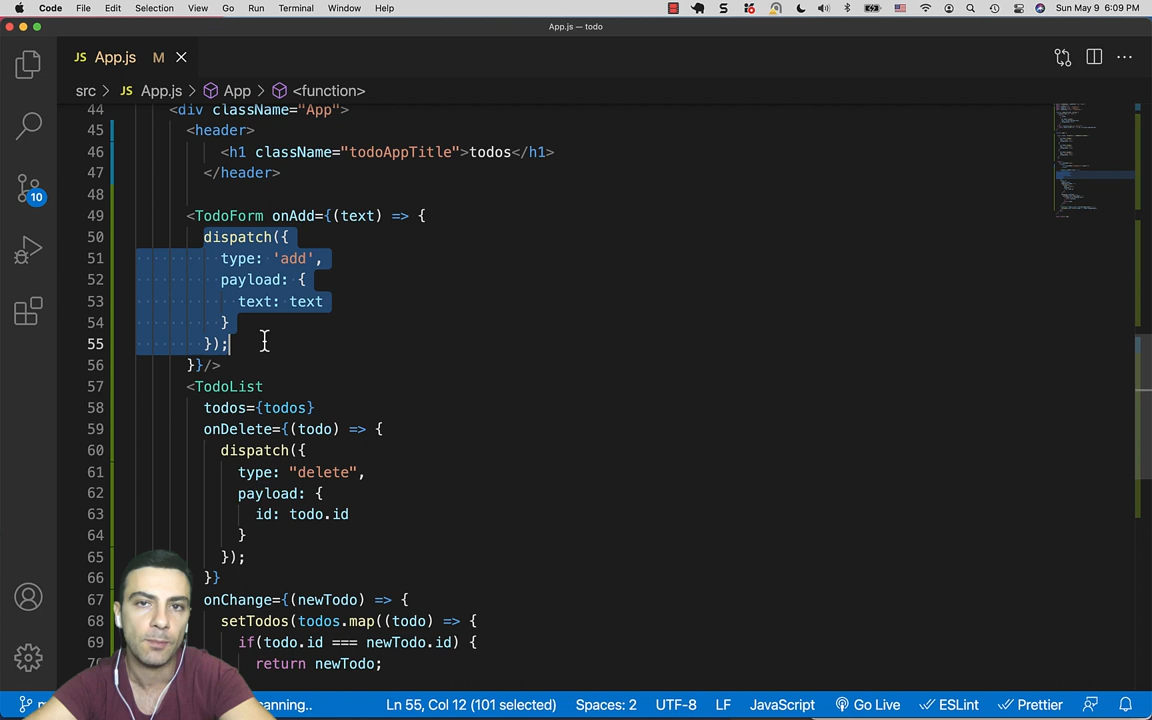 Code File Edit Selection View Go Run Terminal Window Help Sun May 9 6:09 PM
App.js — todo
JS App.js M
src > JS App.js > App > <function>
44 <div className="App">
45 <header>
46 <h1 className="todoAppTitle">todos</h1>
47 </header>
48
49 <TodoForm onAdd={(text) => {
50 dispatch({
51 type: 'add',
52 payload: {
53 text: text
54 }
55 });
56 }}/>
57 <TodoList
58 todos={todos}
59 onDelete={(todo) => {
60 dispatch({
61 type: "delete",
62 payload: {
63 id: todo.id
64 }
65 });
66 }}
67 onChange={(newTodo) => {
68 setTodos(todos.map((todo) => {
69 if(todo.id === newTodo.id) {
70 return newTodo;
10
Ln 55, Col 12 (101 selected) Spaces: 2 UTF-8 LF JavaScript Go Live ESLint Prettier